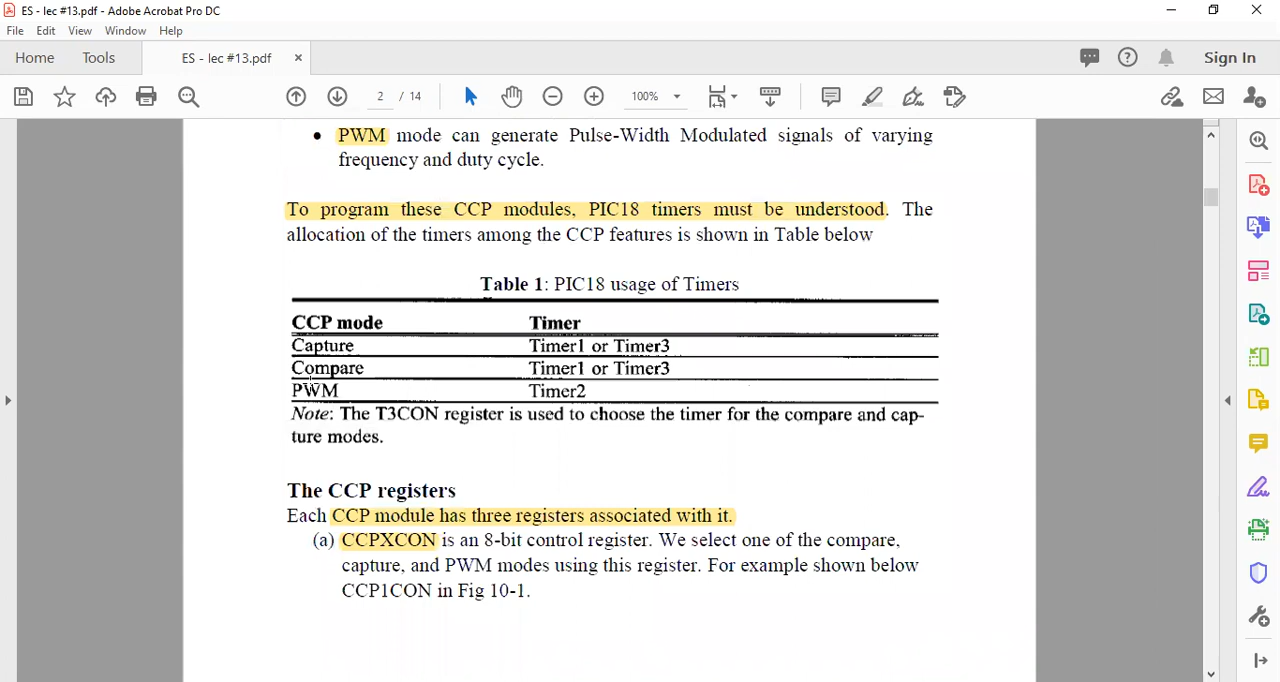 ES - lec #13.pdf - Adobe Acrobat Pro DC
File Edit View Window Help
Home Tools ES - lec #13.pdf × Sign In
2 / 14 100%
• PWM mode can generate Pulse-Width Modulated signals of varying
frequency and duty cycle.
To program these CCP modules, PIC18 timers must be understood. The
allocation of the timers among the CCP features is shown in Table below
Table 1: PIC18 usage of Timers
CCP mode Timer
Capture Timer1 or Timer3
Compare Timer1 or Timer3
PWM Timer2
Note: The T3CON register is used to choose the timer for the compare and cap-
ture modes.
The CCP registers
Each CCP module has three registers associated with it.
(a) CCPXCON is an 8-bit control register. We select one of the compare,
capture, and PWM modes using this register. For example shown below
CCP1CON in Fig 10-1.